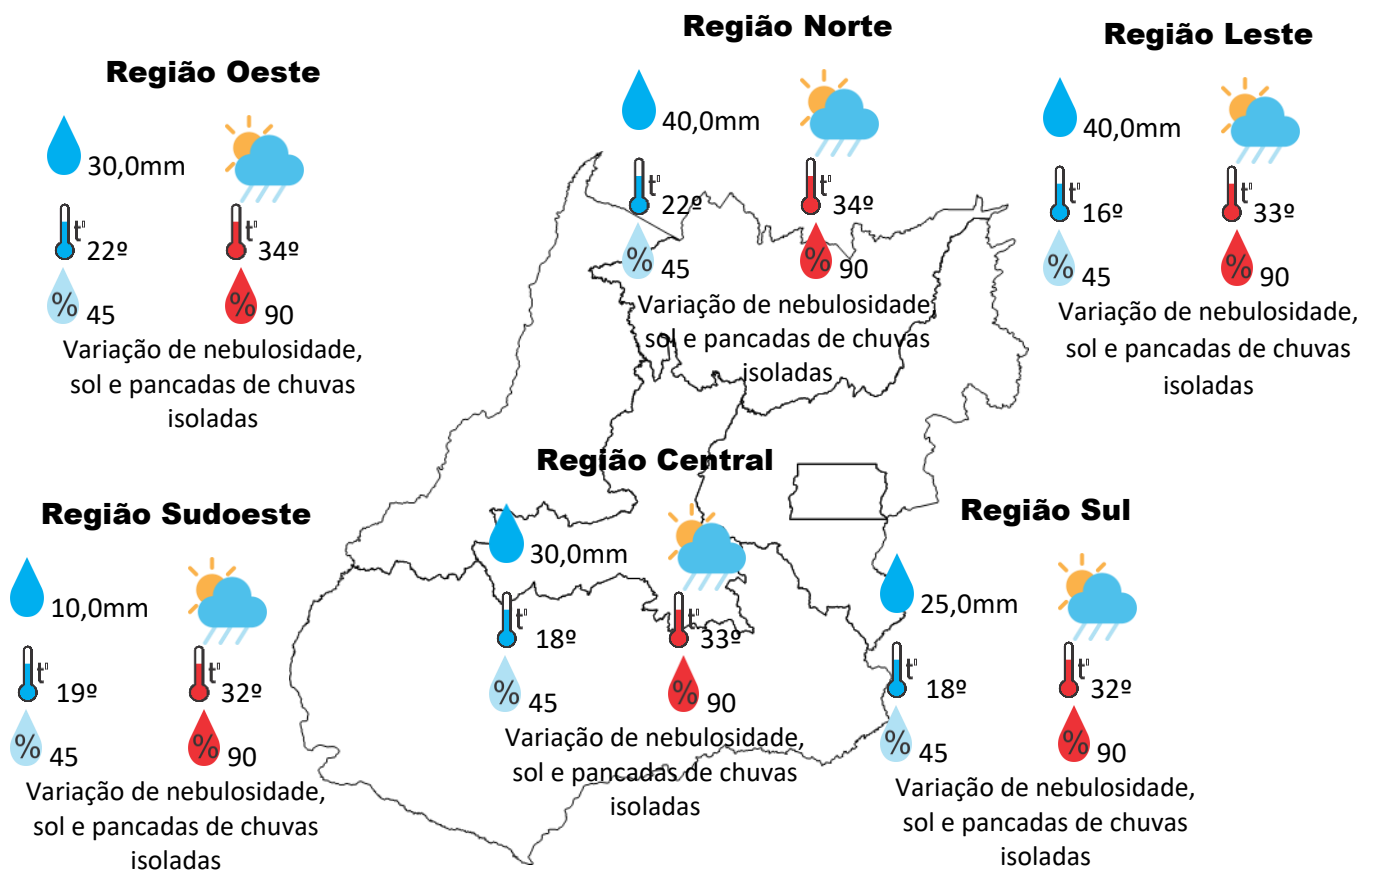 Região Norte
40,0mm
t°
22º
34º
% 45
% 90
Variação de nebulosidade,
sol e pancadas de chuvas
isoladas
Região Leste
40,0mm
t°
16º
t°
33º
% 45
% 90
Variação de nebulosidade,
sol e pancadas de chuvas
isoladas
Região Oeste
30,0mm
t°
22º
t°
34º
% 45
% 90
Variação de nebulosidade,
sol e pancadas de chuvas
isoladas
Região Central
30,0mm
t°
18º
t°
33º
% 45
% 90
Variação de nebulosidade,
sol e pancadas de chuvas
isoladas
Região Sudoeste
10,0mm
t°
19º
t°
32º
% 45
% 90
Variação de nebulosidade,
sol e pancadas de chuvas
isoladas
Região Sul
25,0mm
t°
18º
t°
32º
% 45
% 90
Variação de nebulosidade,
sol e pancadas de chuvas
isoladas